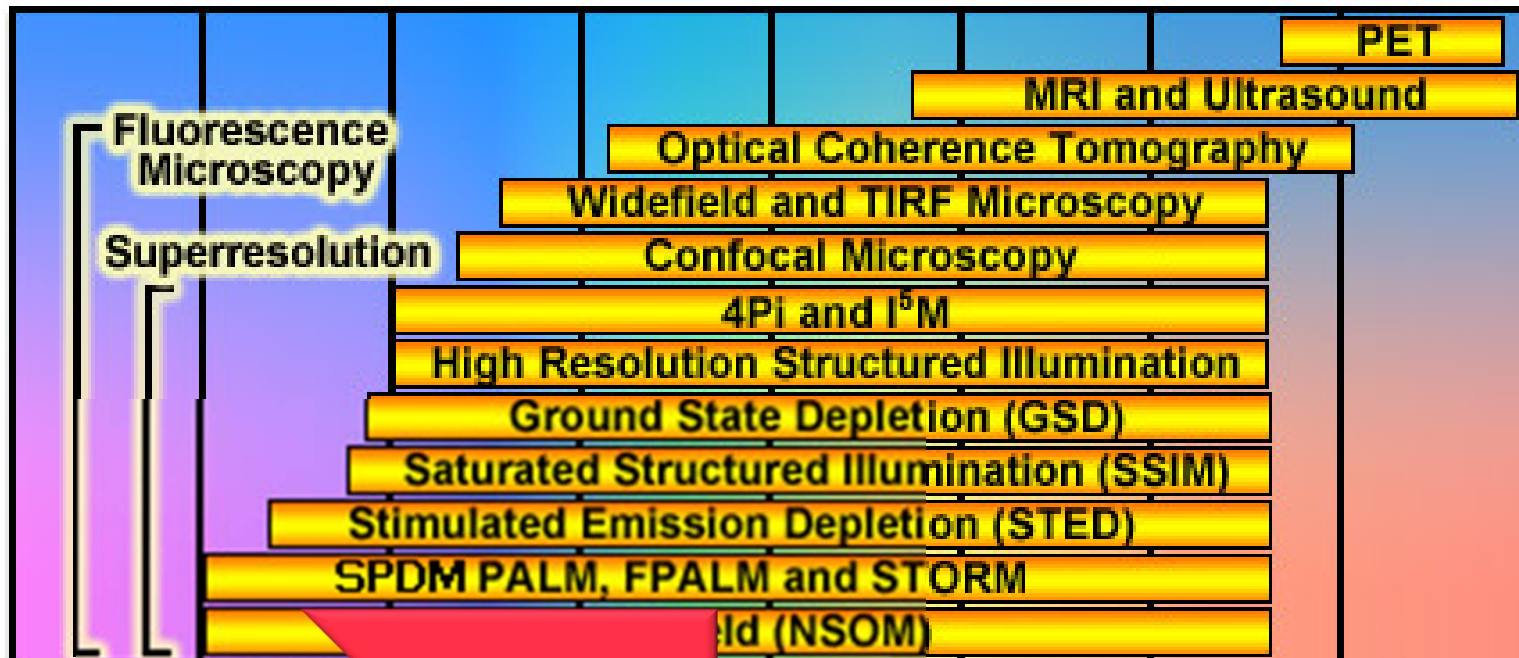 PET
MRI and Ultrasound
Fluorescence
Microscopy
Optical Coherence Tomography
Widefield and TIRF Microscopy
Superresolution
Confocal Microscopy
4Pi and I⁵M
High Resolution Structured Illumination
Ground State Depletion (GSD)
Saturated Structured Illumination (SSIM)
Stimulated Emission Depletion (STED)
SPDM PALM, FPALM and STORM
(NSOM)